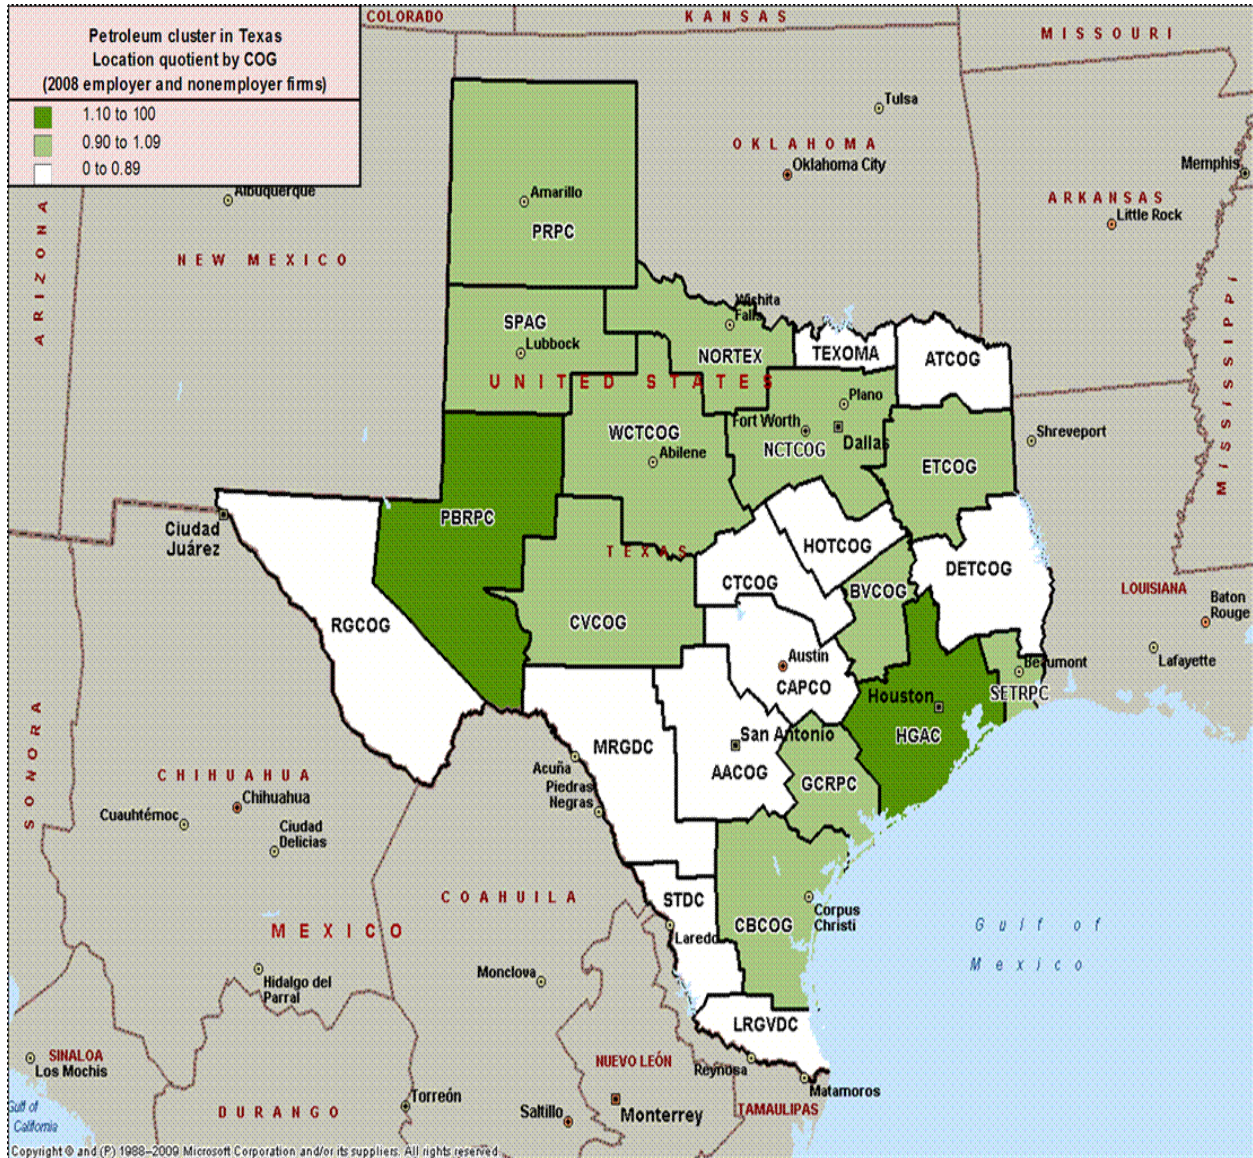 Petroleum cluster in Texas
Location quotient by COG
(2008 employer and nonemployer firms)
1.10 to 100
0.90 to 1.09
0 to 0.89
COLORADO
KANSAS
MISSOURI
Tulsa
OKLAHOMA
Oklahoma City
Memphis
ARKANSAS
Little Rock
Albuquerque
Amarillo
PRPC
ARIZONA
NEW MEXICO
MISSISSIPPI
Wichita
Falls
SPAG
Lubbock
NORTEX
TEXOMA
ATCOG
UNITED STATES
Plano
Fort Worth
Dallas
NCTCOG
WCTCOG
Abilene
Shreveport
ETCOG
PBRPC
Ciudad
Juárez
TEXAS
HOTCOG
CTCOG
BVCOG
DETCOG
LOUISIANA
Baton
Rouge
RGCOG
CVCOG
Austin
CAPCO
Beaumont
Lafayette
SETRPC
Houston
HGAC
SONORA
MRGDC
San Antonio
AACOG
GCRPC
Acuña
Piedras
Negras
CHIHUAHUA
Chihuahua
Cuauhtémoc
Ciudad
Delicias
COAHUILA
STDC
Laredo
CBCOG
Corpus
Christi
Gulf of
Mexico
MEXICO
Hidalgo del
Parral
Monclova
LRGVDC
SINALOA
Los Mochis
NUEVO LEÓN
Reynosa
Matamoros
Gulf of
California
DURANGO
Torreón
Saltillo
Monterrey
TAMAULIPAS
Copyright © and (P) 1988–2009 Microsoft Corporation and/or its suppliers. All rights reserved.